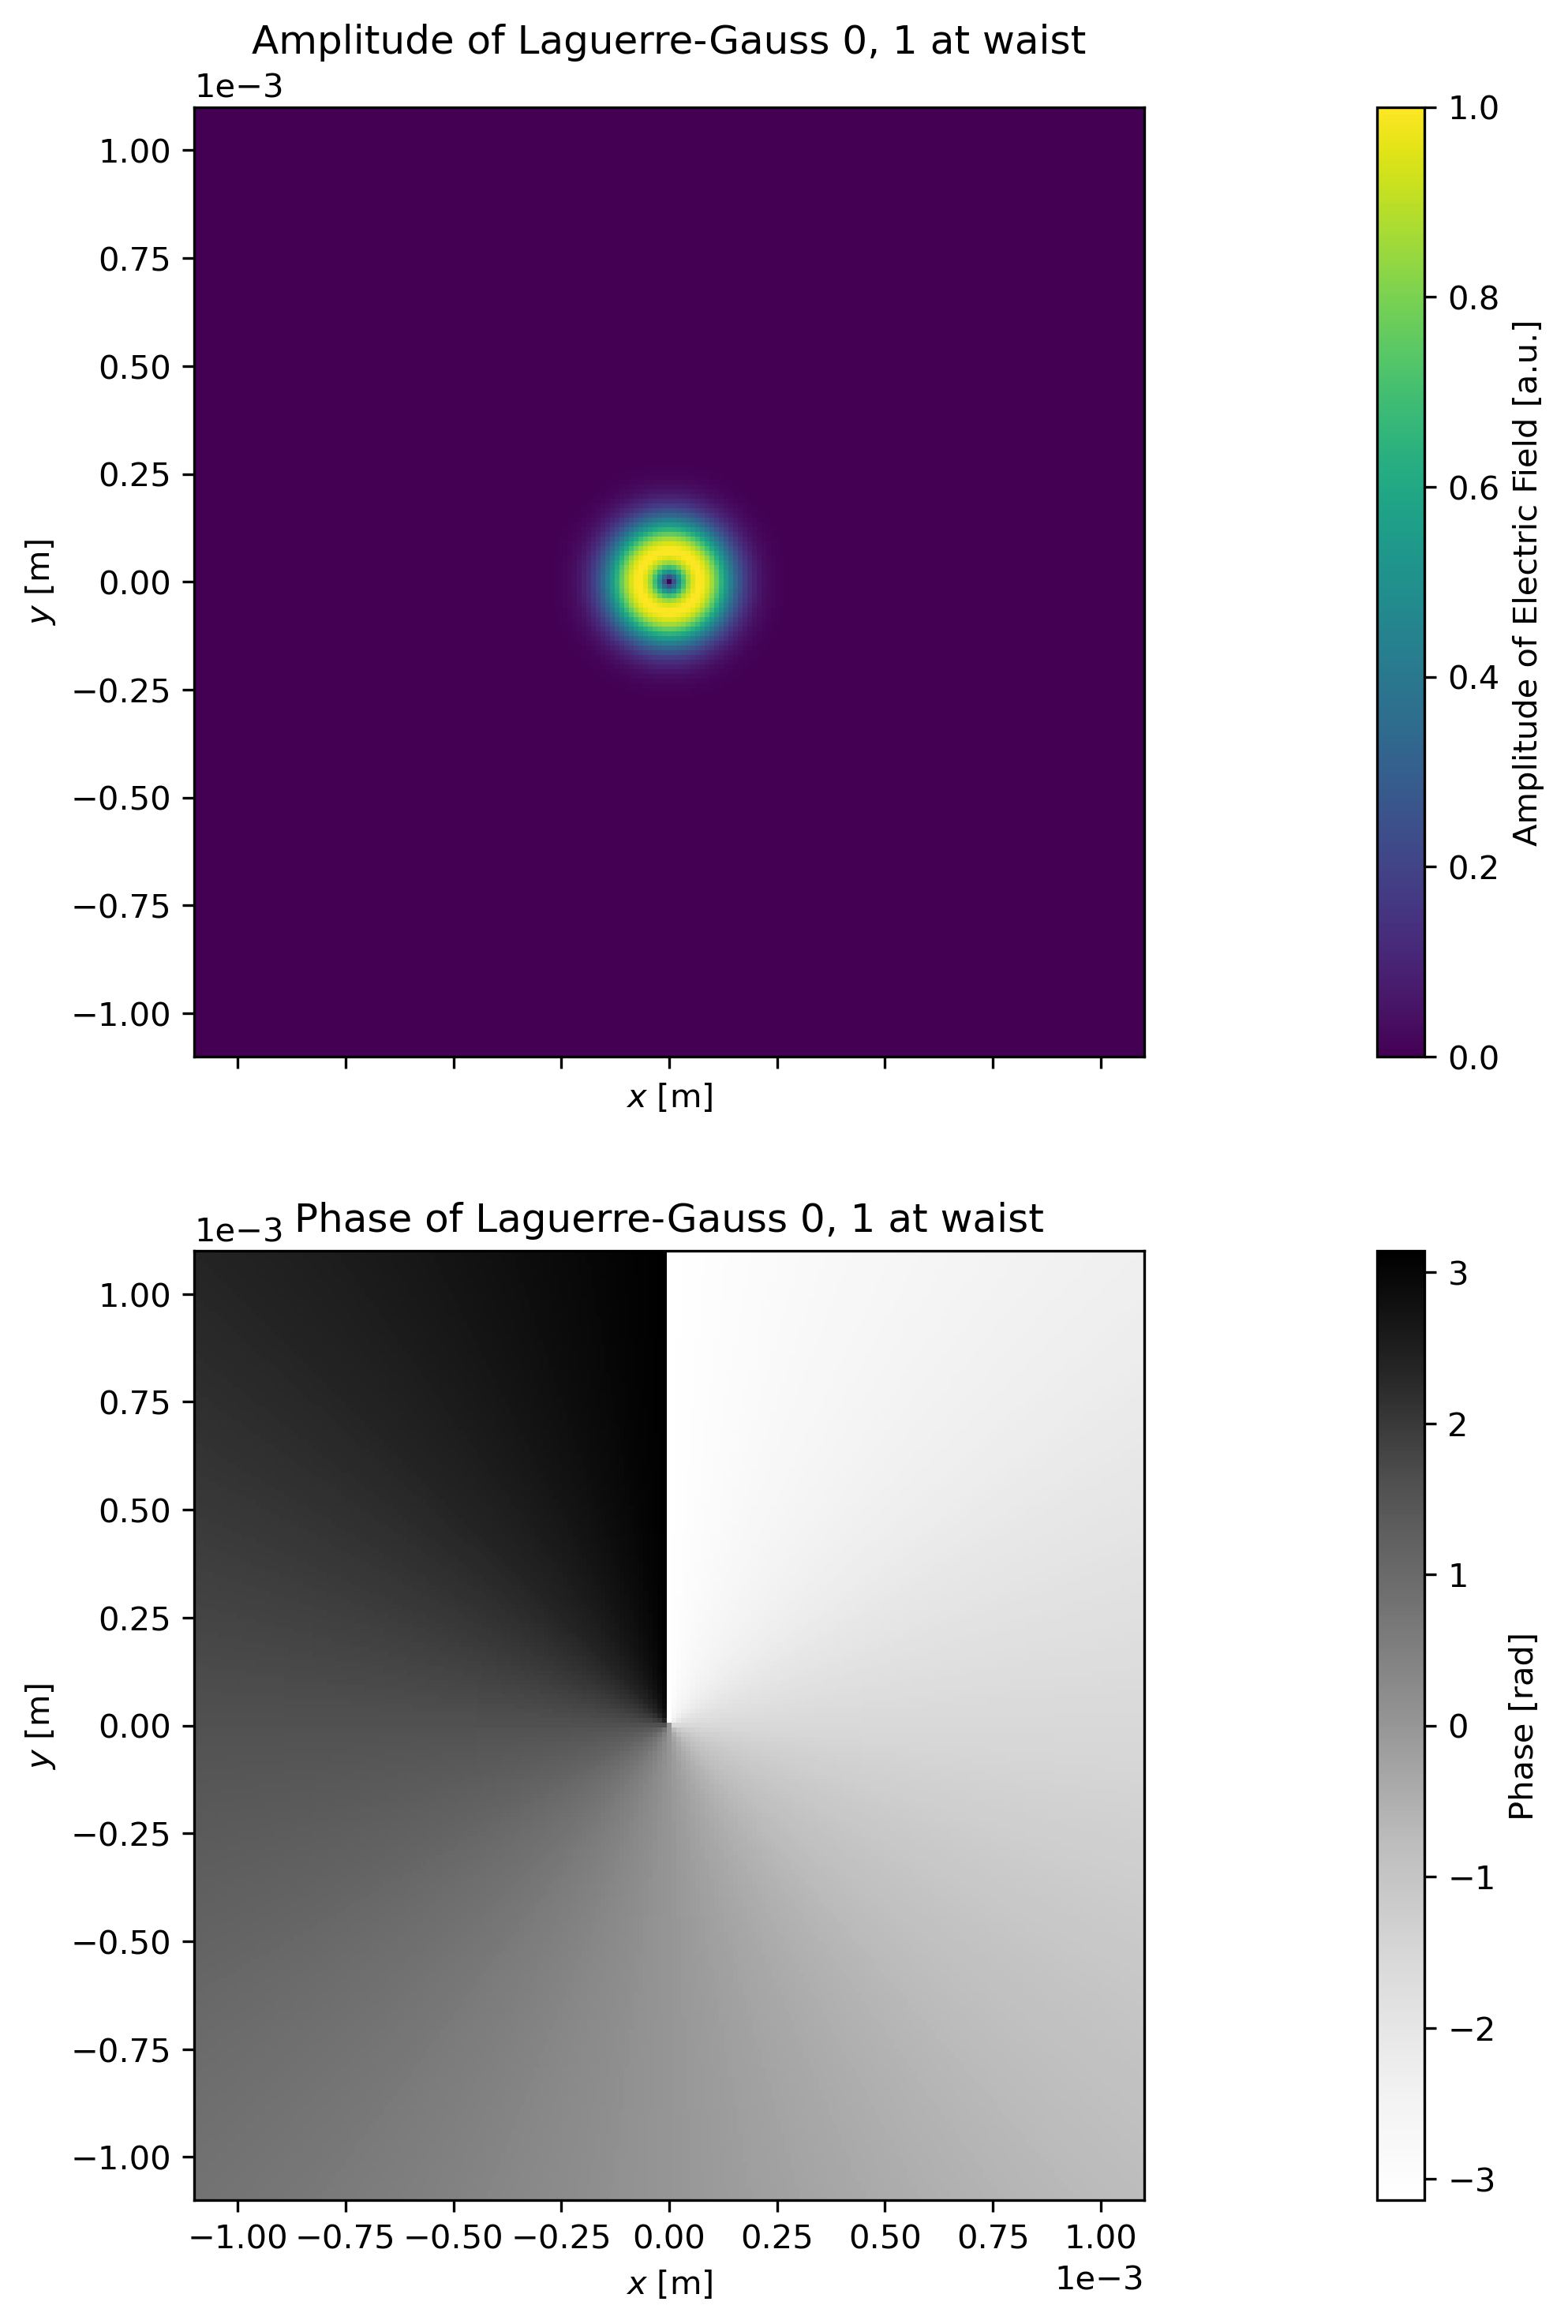 Amplitude of Laguerre-Gauss 0, 1 at waist
1e−3
1.00
0.75
0.50
0.25
0.00
−0.25
−0.50
−0.75
−1.00
y [m]
x [m]
1.0
0.8
0.6
0.4
0.2
0.0
Amplitude of Electric Field [a.u.]
1e−3 Phase of Laguerre-Gauss 0, 1 at waist
1.00
0.75
0.50
0.25
0.00
−0.25
−0.50
−0.75
−1.00
y [m]
−1.00 −0.75 −0.50 −0.25 0.00 0.25 0.50 0.75 1.00
x [m]
1e−3
3
2
1
0
−1
−2
−3
Phase [rad]